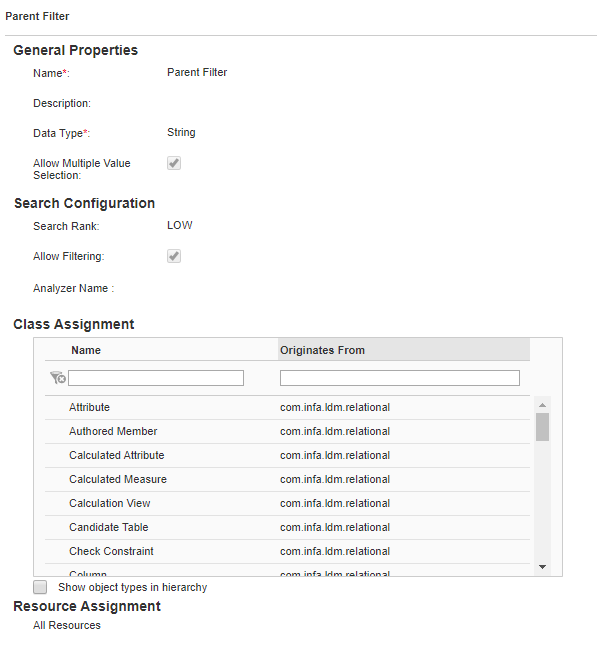 Parent Filter
General Properties
Name*: Parent Filter
Description:
Data Type*: String
Allow Multiple Value
Selection:
Search Configuration
Search Rank: LOW
Allow Filtering:
Analyzer Name :
Class Assignment
Name Originates From
Attribute com.infa.ldm.relational
Authored Member com.infa.ldm.relational
Calculated Attribute com.infa.ldm.relational
Calculated Measure com.infa.ldm.relational
Calculation View com.infa.ldm.relational
Candidate Table com.infa.ldm.relational
Check Constraint com.infa.ldm.relational
Column com.infa.ldm.relational
Show object types in hierarchy
Resource Assignment
All Resources